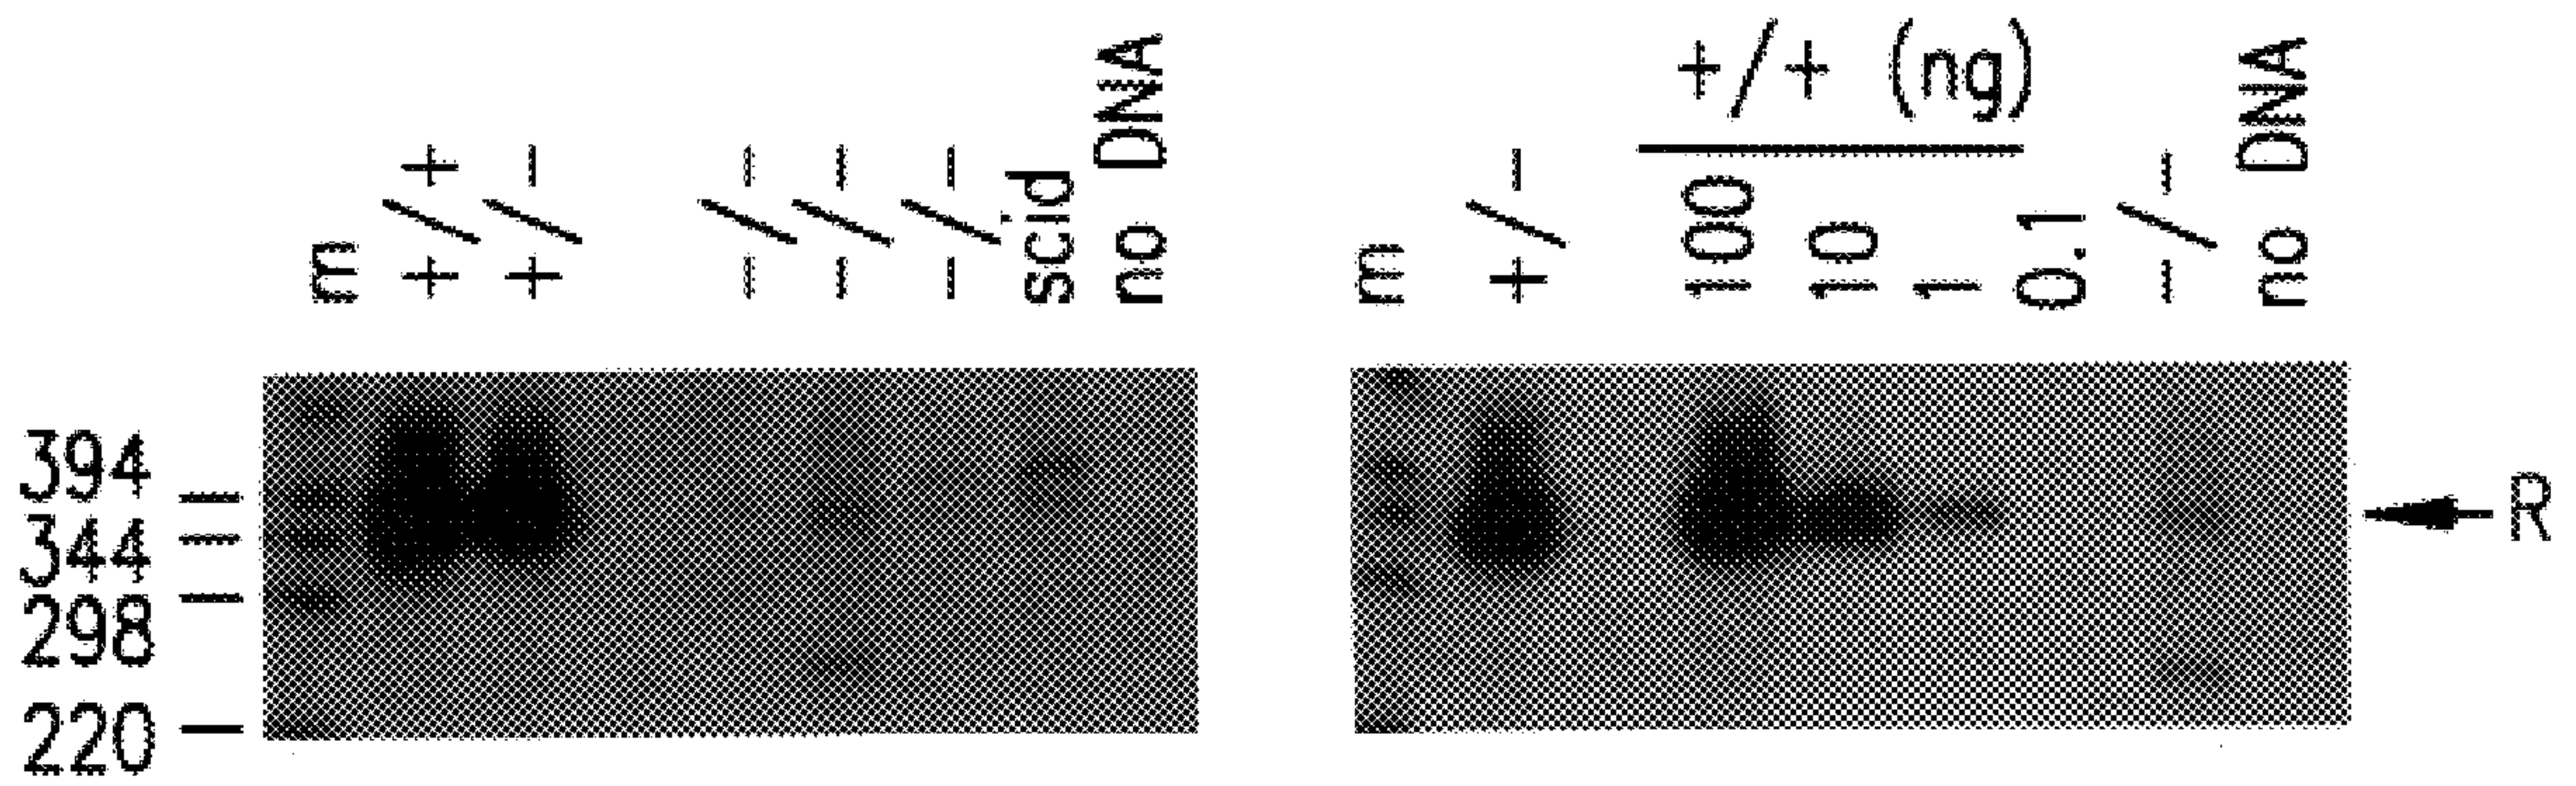 m
+/+
+/-
-/-
-/-
-/-
scid
no DNA
m
+/-
+/+ (ng)
100
10
1
0.1
-/-
no DNA
394
344
298
220
R